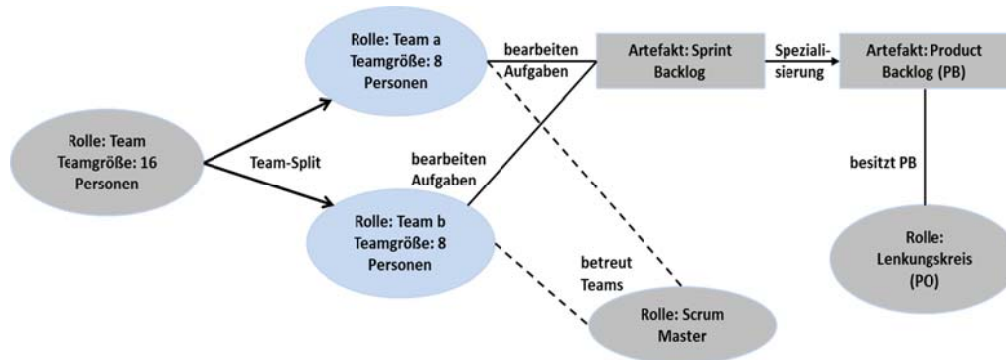 Rolle: Team a
Teamgröße: 8
Personen
bearbeiten
Aufgaben
Artefakt: Sprint
Backlog
Speziali-
sierung
Artefakt: Product
Backlog (PB)
Rolle: Team
Teamgröße: 16
Personen
Team-Split
bearbeiten
Aufgaben
besitzt PB
Rolle: Team b
Teamgröße: 8
Personen
betreut
Teams
Rolle: Scrum
Master
Rolle:
Lenkungskreis
(PO)